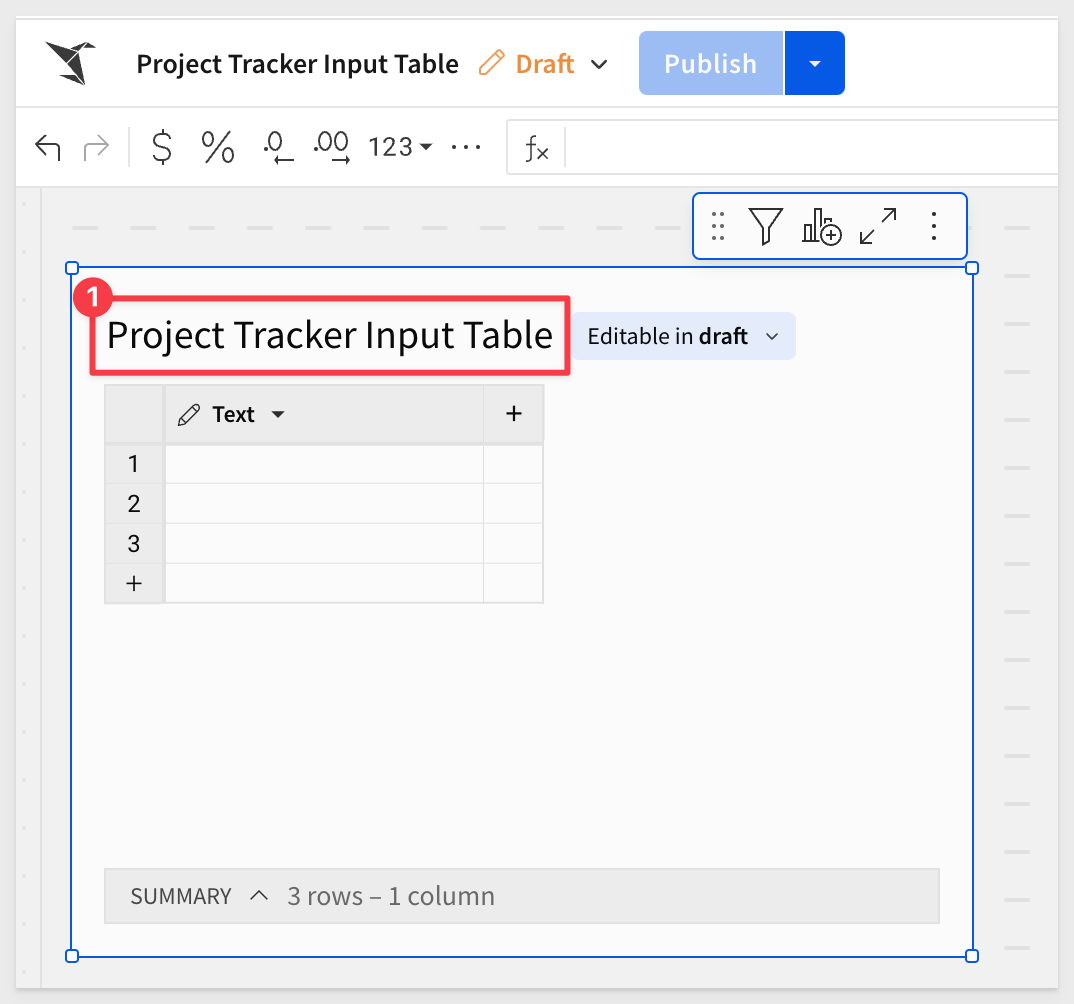 Project Tracker Input Table Draft Publish
$ % .0 .00 123 ... fx
1
Project Tracker Input Table Editable in draft
Text +
1
2
3
+
SUMMARY 3 rows – 1 column